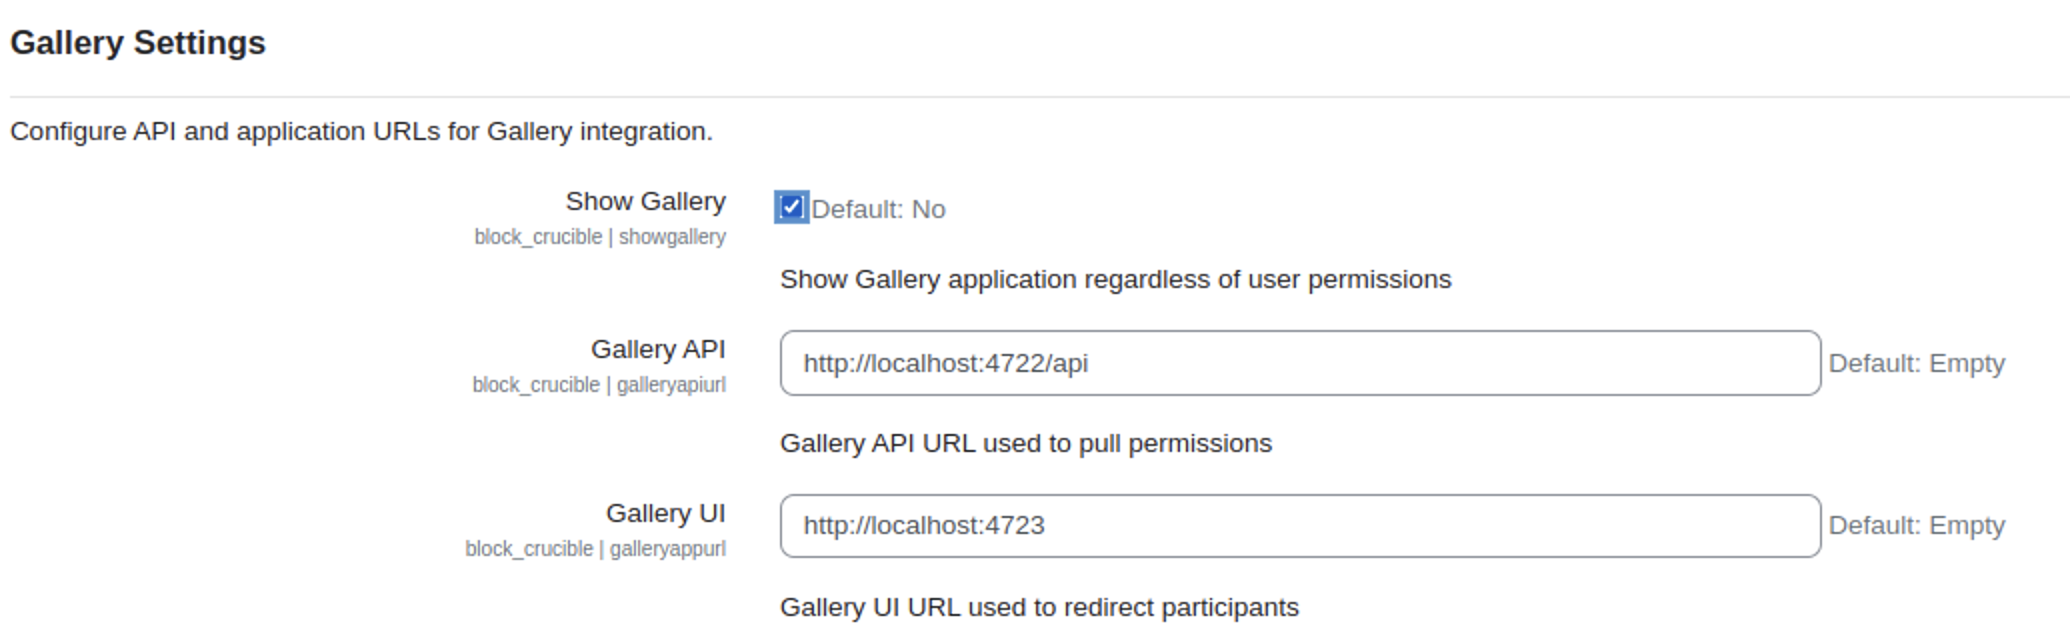 Gallery Settings
Configure API and application URLs for Gallery integration.
Show Gallery
Default: No
block_crucible | showgallery
Show Gallery application regardless of user permissions
Gallery API
http://localhost:4722/api
Default: Empty
block_crucible | galleryapiurl
Gallery API URL used to pull permissions
Gallery UI
http://localhost:4723
Default: Empty
block_crucible | galleryappurl
Gallery UI URL used to redirect participants